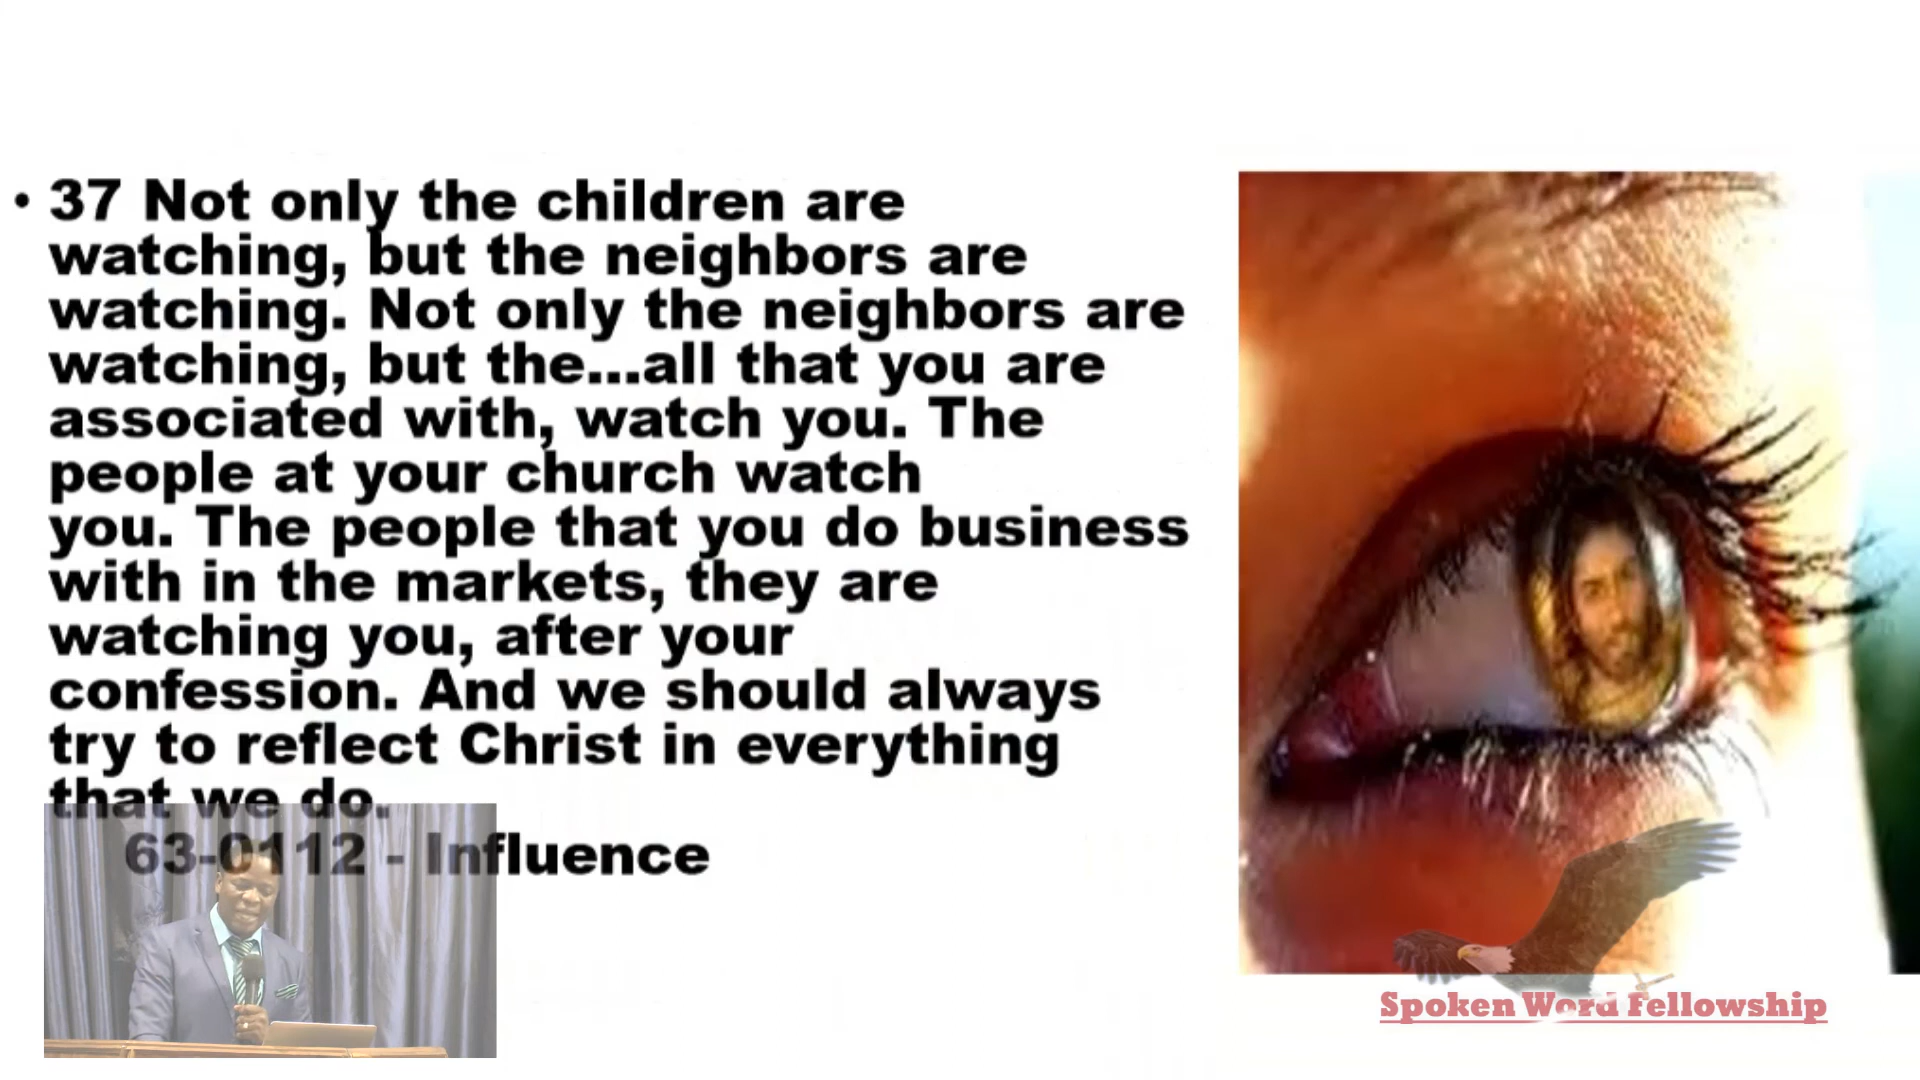 • 37 Not only the children are
watching, but the neighbors are
watching. Not only the neighbors are
watching, but the...all that you are
associated with, watch you. The
people at your church watch
you. The people that you do business
with in the markets, they are
watching you, after your
confession. And we should always
try to reflect Christ in everything
that we do.
63-0112 - Influence
Spoken Word Fellowship